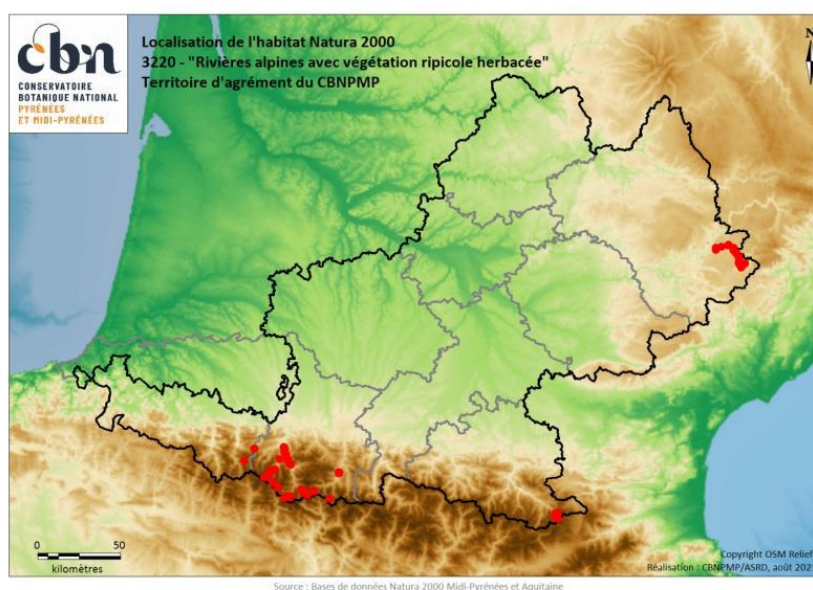 cbn
CONSERVATOIRE
BOTANIQUE NATIONAL
PYRÉNÉES
ET MIDI-PYRÉNÉES
Localisation de l'habitat Natura 2000
3220 - "Rivières alpines avec végétation ripicole herbacée"
Territoire d'agrément du CBNPMP
N
0 50
kilomètres
Copyright OSM Relief
Réalisation : CBNPMP/ASRD, août
Source : Bases de données Natura 2000 Midi-Pyrénées et Aquitaine